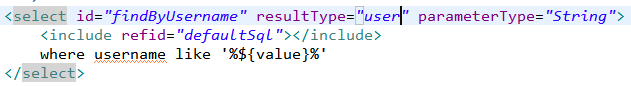 <select id="findByUsername" resultType="user" parameterType="String">
<include refid="defaultSql"></include>
where username like '%${value}%'
</select>